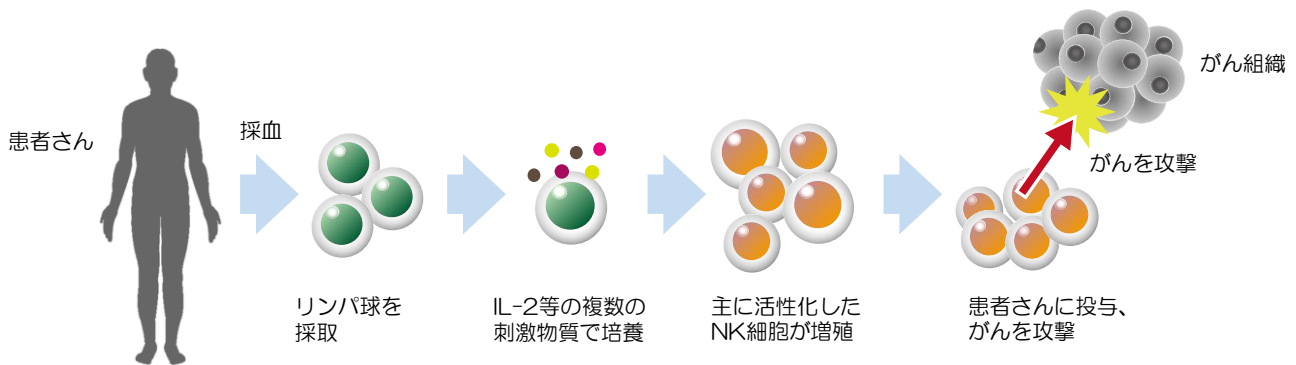 患者さん
採血
リンパ球を
採取
IL-2等の複数の
刺激物質で培養
主に活性化した
NK細胞が増殖
がん組織
がんを攻撃
患者さんに投与、
がんを攻撃